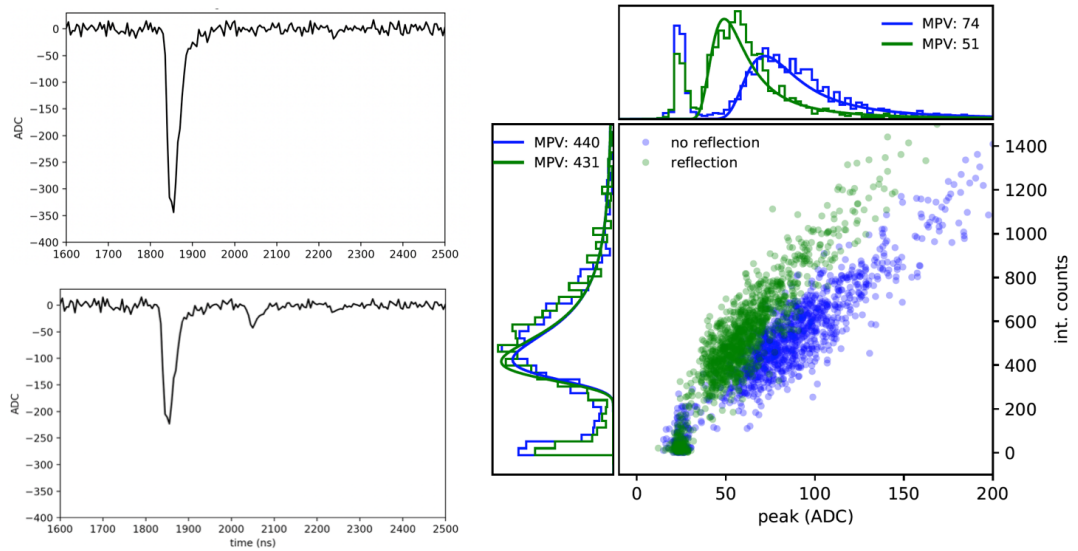 0
−50
−100
−150
−200
−250
−300
−350
−400
ADC
1600 1700 1800 1900 2000 2100 2200 2300 2400 2500
0
−50
−100
−150
−200
−250
−300
−350
−400
ADC
1600 1700 1800 1900 2000 2100 2200 2300 2400 2500
time (ns)
MPV: 74
MPV: 51
MPV: 440
MPV: 431
no reflection
reflection
1400
1200
1000
800
600
400
200
0
int. counts
0 50 100 150 200
peak (ADC)